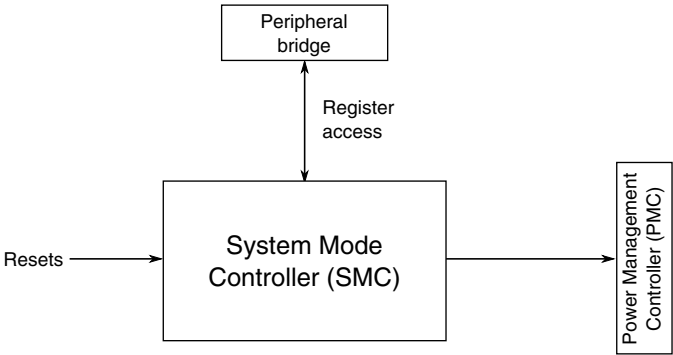 Peripheral
bridge
Register
access
Resets
System Mode
Controller (SMC)
Power Management
Controller (PMC)